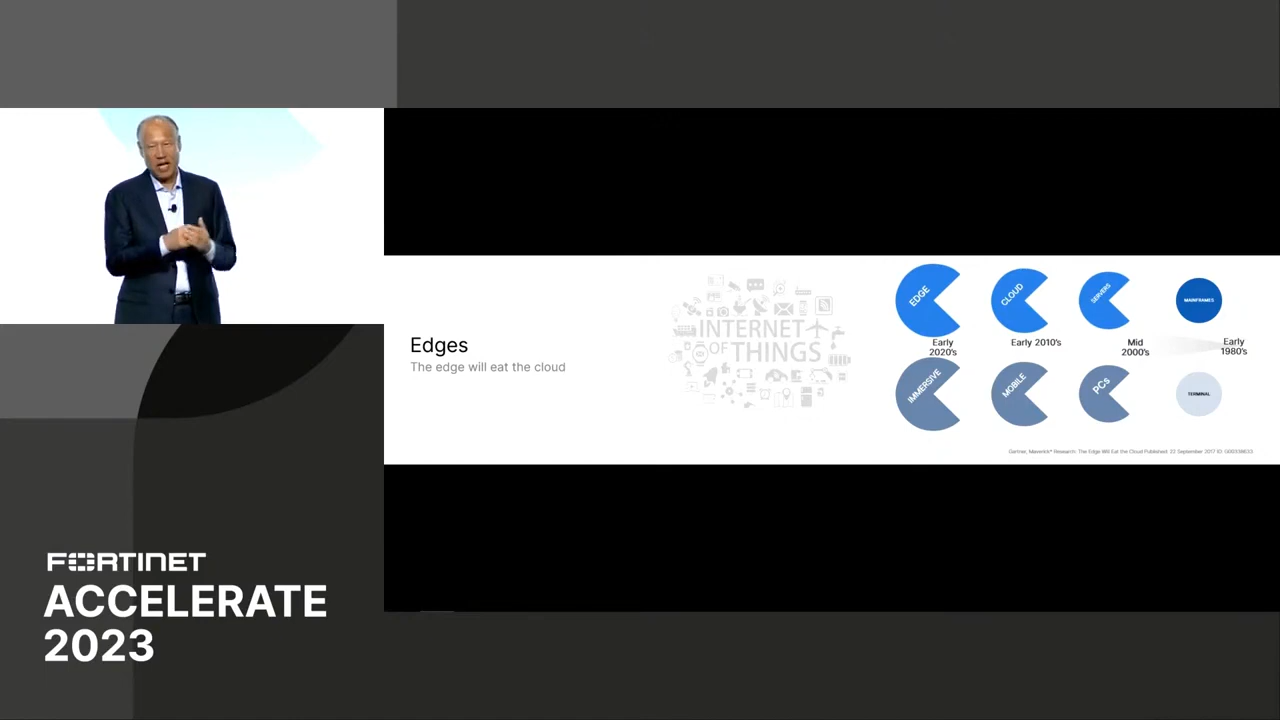 Edges
The edge will eat the cloud
INTERNET
OF THINGS
EDGE
CLOUD
SERVERS
MAINFRAMES
Early
2020's
Early 2010's
Mid
2000's
Early
1980's
IMMERSIVE
MOBILE
PCs
TERMINAL
FORTINET
ACCELERATE
2023